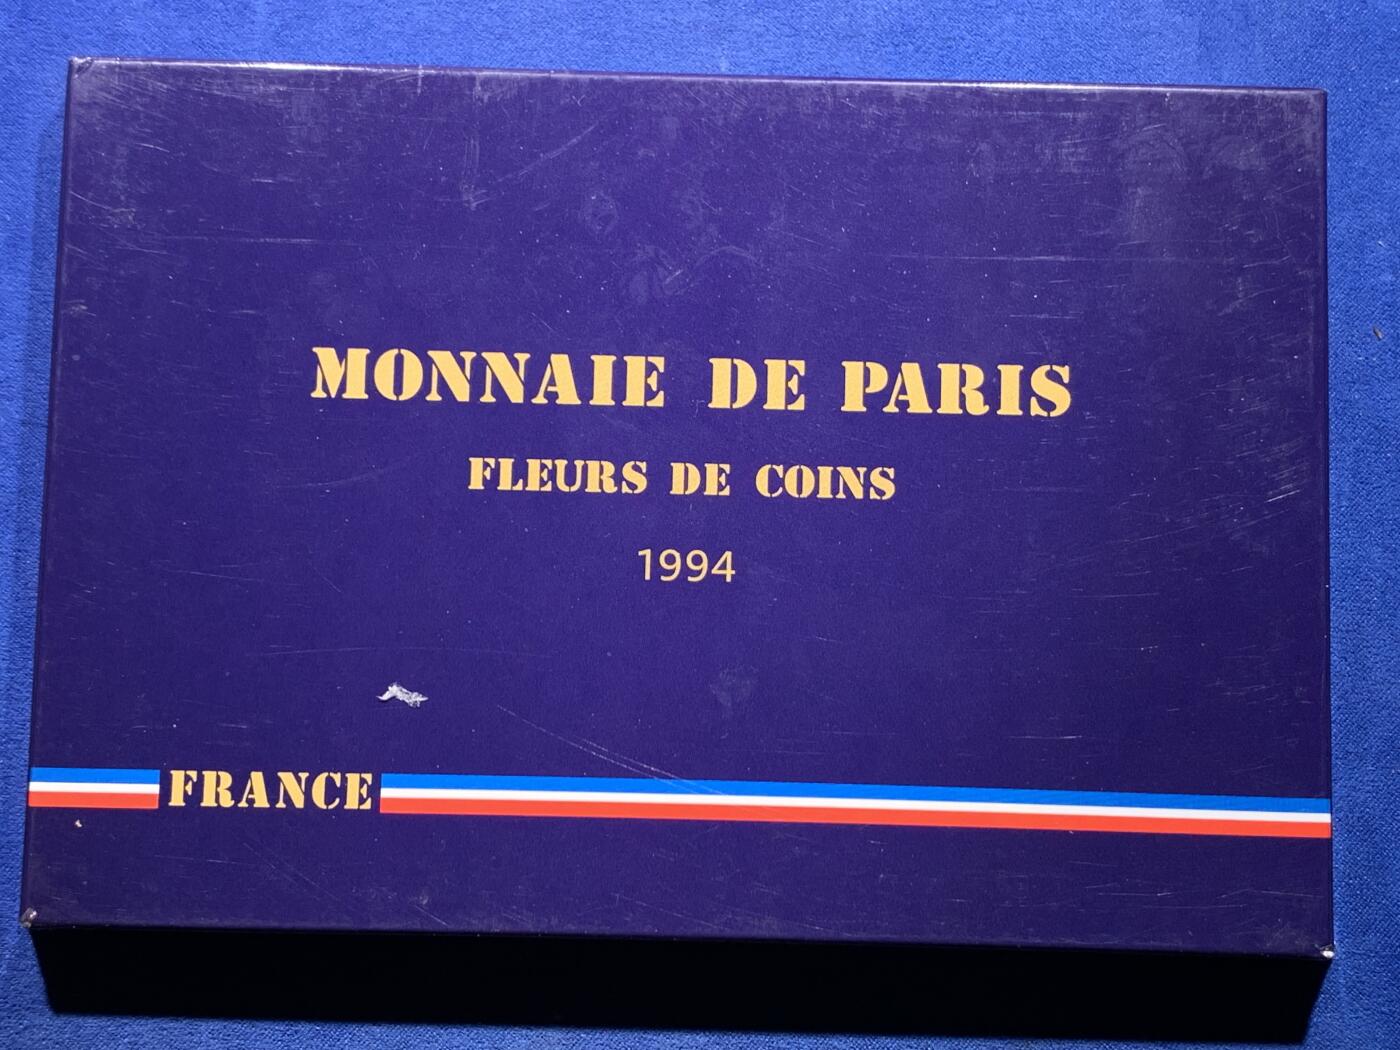 MONNAIE DE PARIS
FLEURS DE COINS
1994
FRANCE